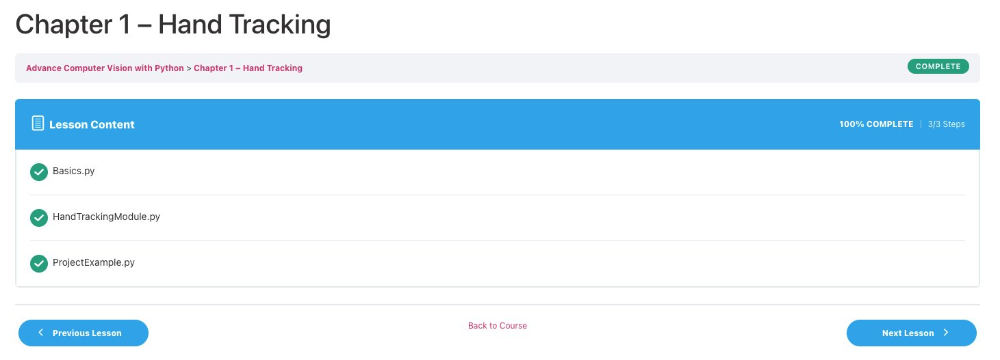 Chapter 1 – Hand Tracking
Advance Computer Vision with Python > Chapter 1 – Hand Tracking
COMPLETE
Lesson Content
100% COMPLETE | 3/3 Steps
Basics.py
HandTrackingModule.py
ProjectExample.py
Previous Lesson
Back to Course
Next Lesson